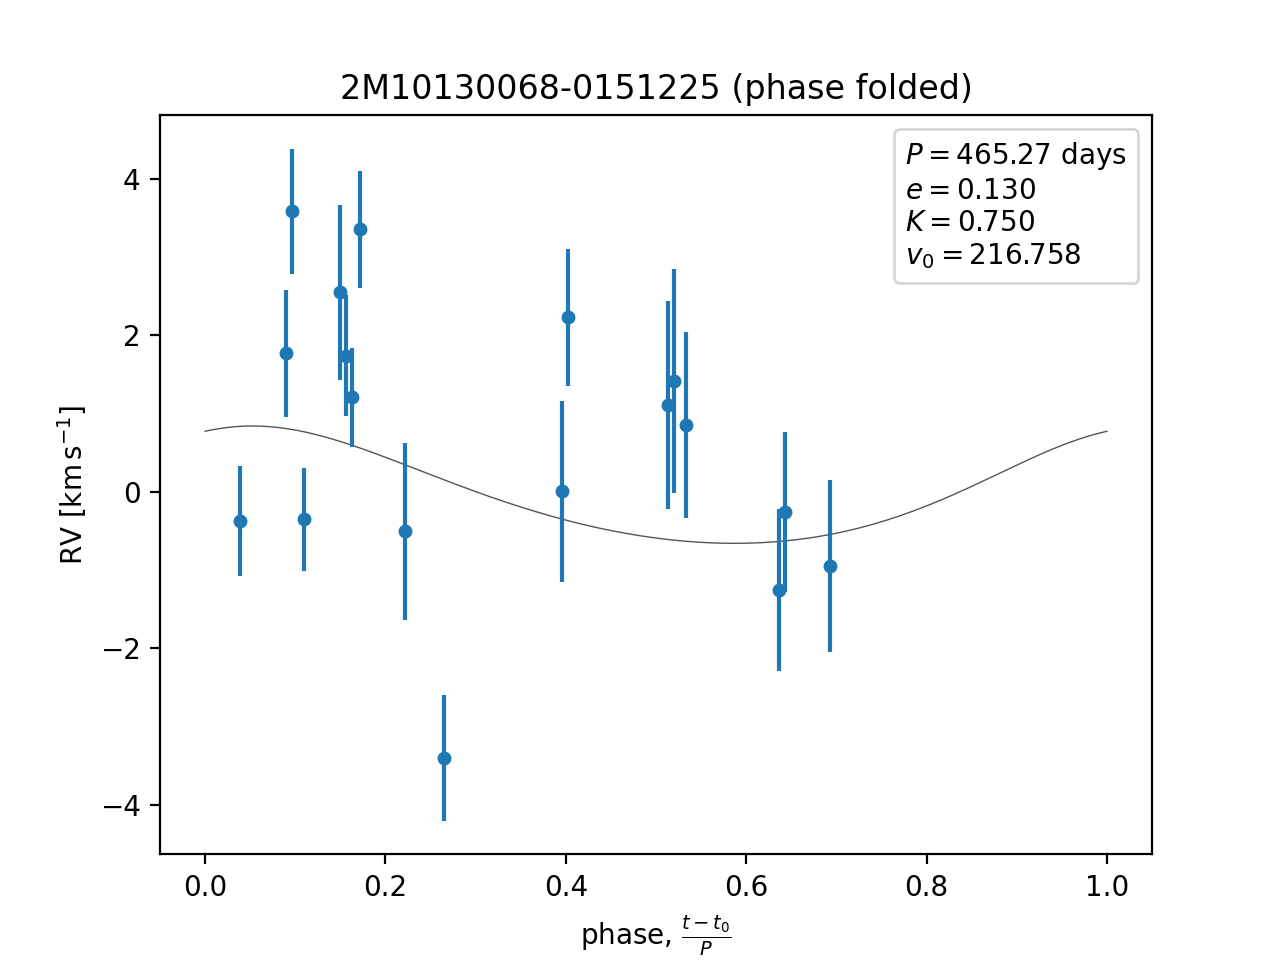 2M10130068-0151225 (phase folded)
P = 465.27 days
e = 0.130
K = 0.750
v₀ = 216.758
RV [km s⁻¹]
4
2
0
−2
−4
0.0 0.2 0.4 0.6 0.8 1.0
phase, (t − t₀)/P